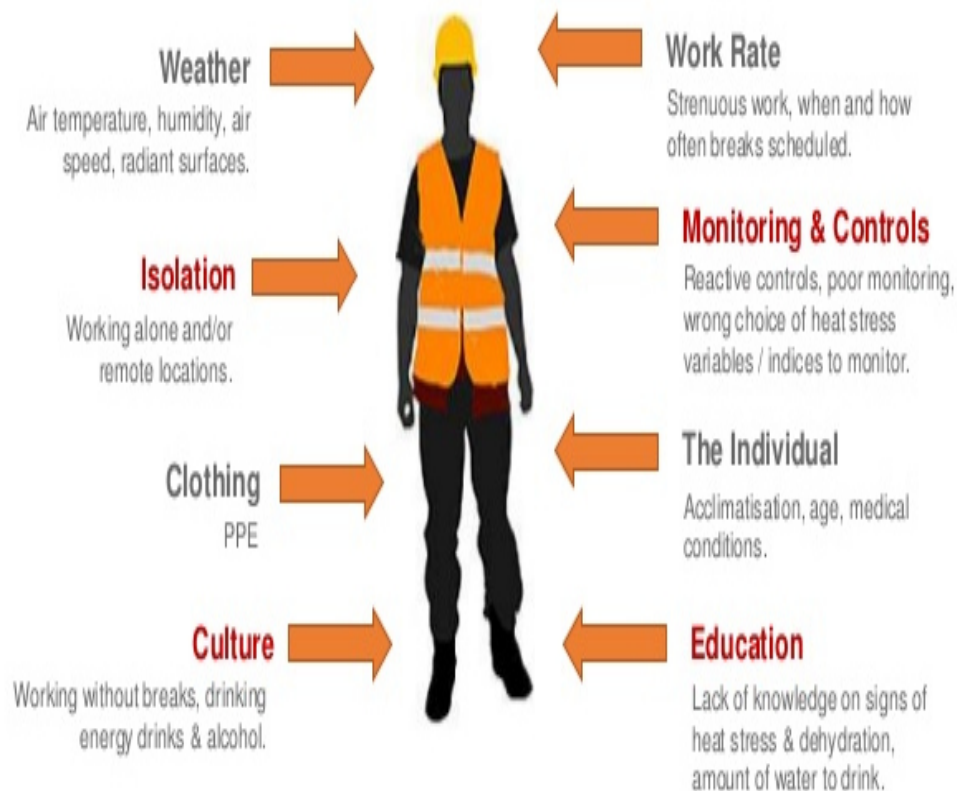 Weather
Air temperature, humidity, air
speed, radiant surfaces.
Isolation
Working alone and/or
remote locations.
Clothing
PPE
Culture
Working without breaks, drinking
energy drinks & alcohol.
Work Rate
Strenuous work, when and how
often breaks scheduled.
Monitoring & Controls
Reactive controls, poor monitoring,
wrong choice of heat stress
variables / indices to monitor.
The Individual
Acclimatisation, age, medical
conditions.
Education
Lack of knowledge on signs of
heat stress & dehydration,
amount of water to drink.